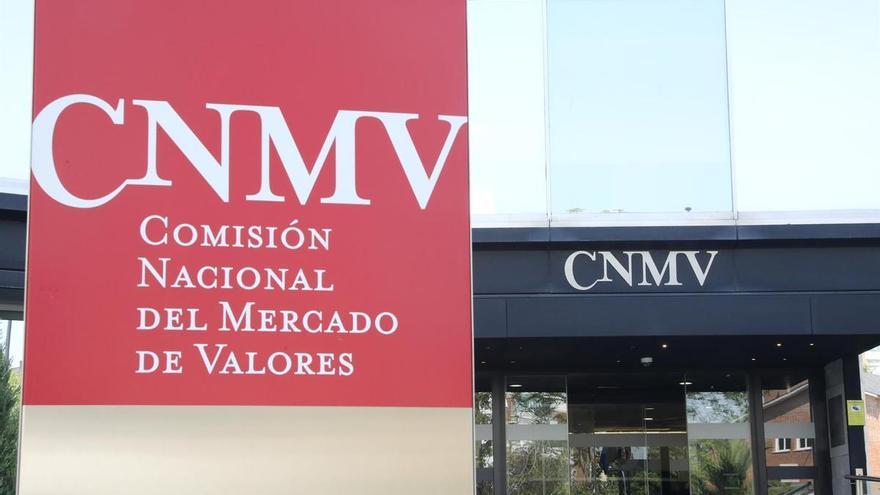 CNMV
COMISIÓN
NACIONAL
DEL MERCADO
DE VALORES
CNMV